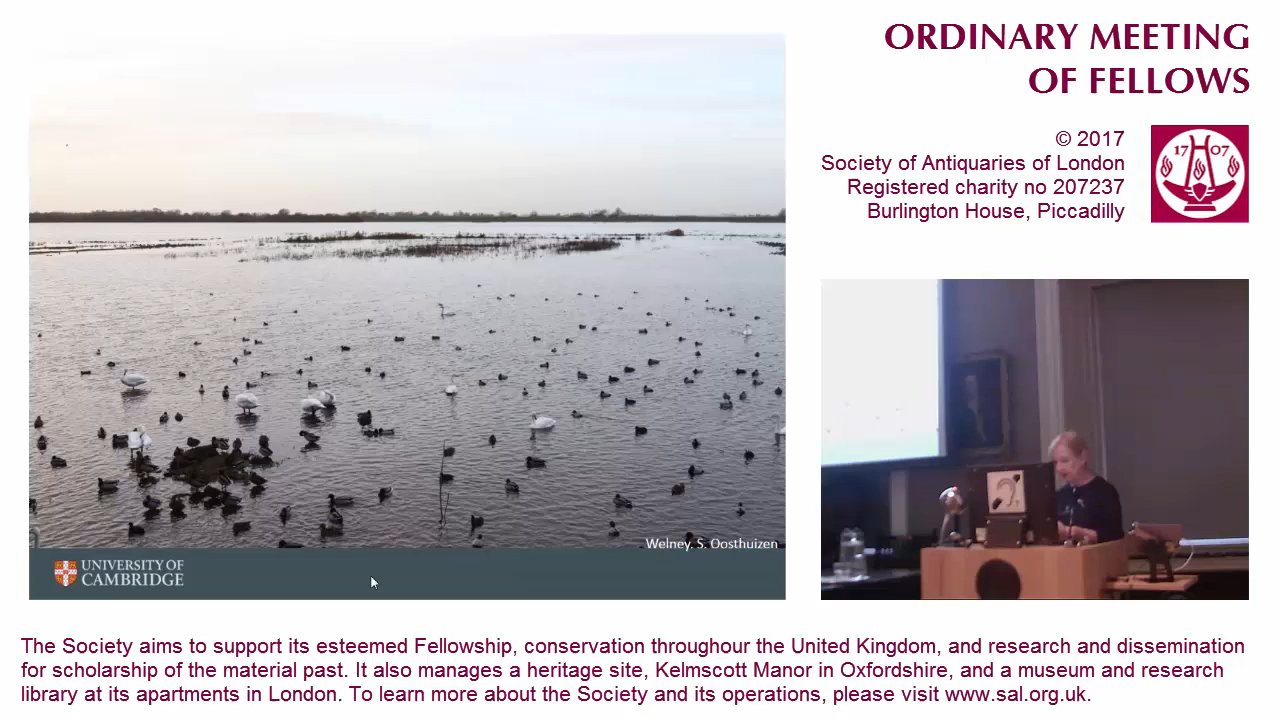 ORDINARY MEETING
OF FELLOWS
© 2017
Society of Antiquaries of London
Registered charity no 207237
Burlington House, Piccadilly
17 07
Welney. S. Oosthuizen
UNIVERSITY OF
CAMBRIDGE
The Society aims to support its esteemed Fellowship, conservation throughour the United Kingdom, and research and dissemination
for scholarship of the material past. It also manages a heritage site, Kelmscott Manor in Oxfordshire, and a museum and research
library at its apartments in London. To learn more about the Society and its operations, please visit www.sal.org.uk.